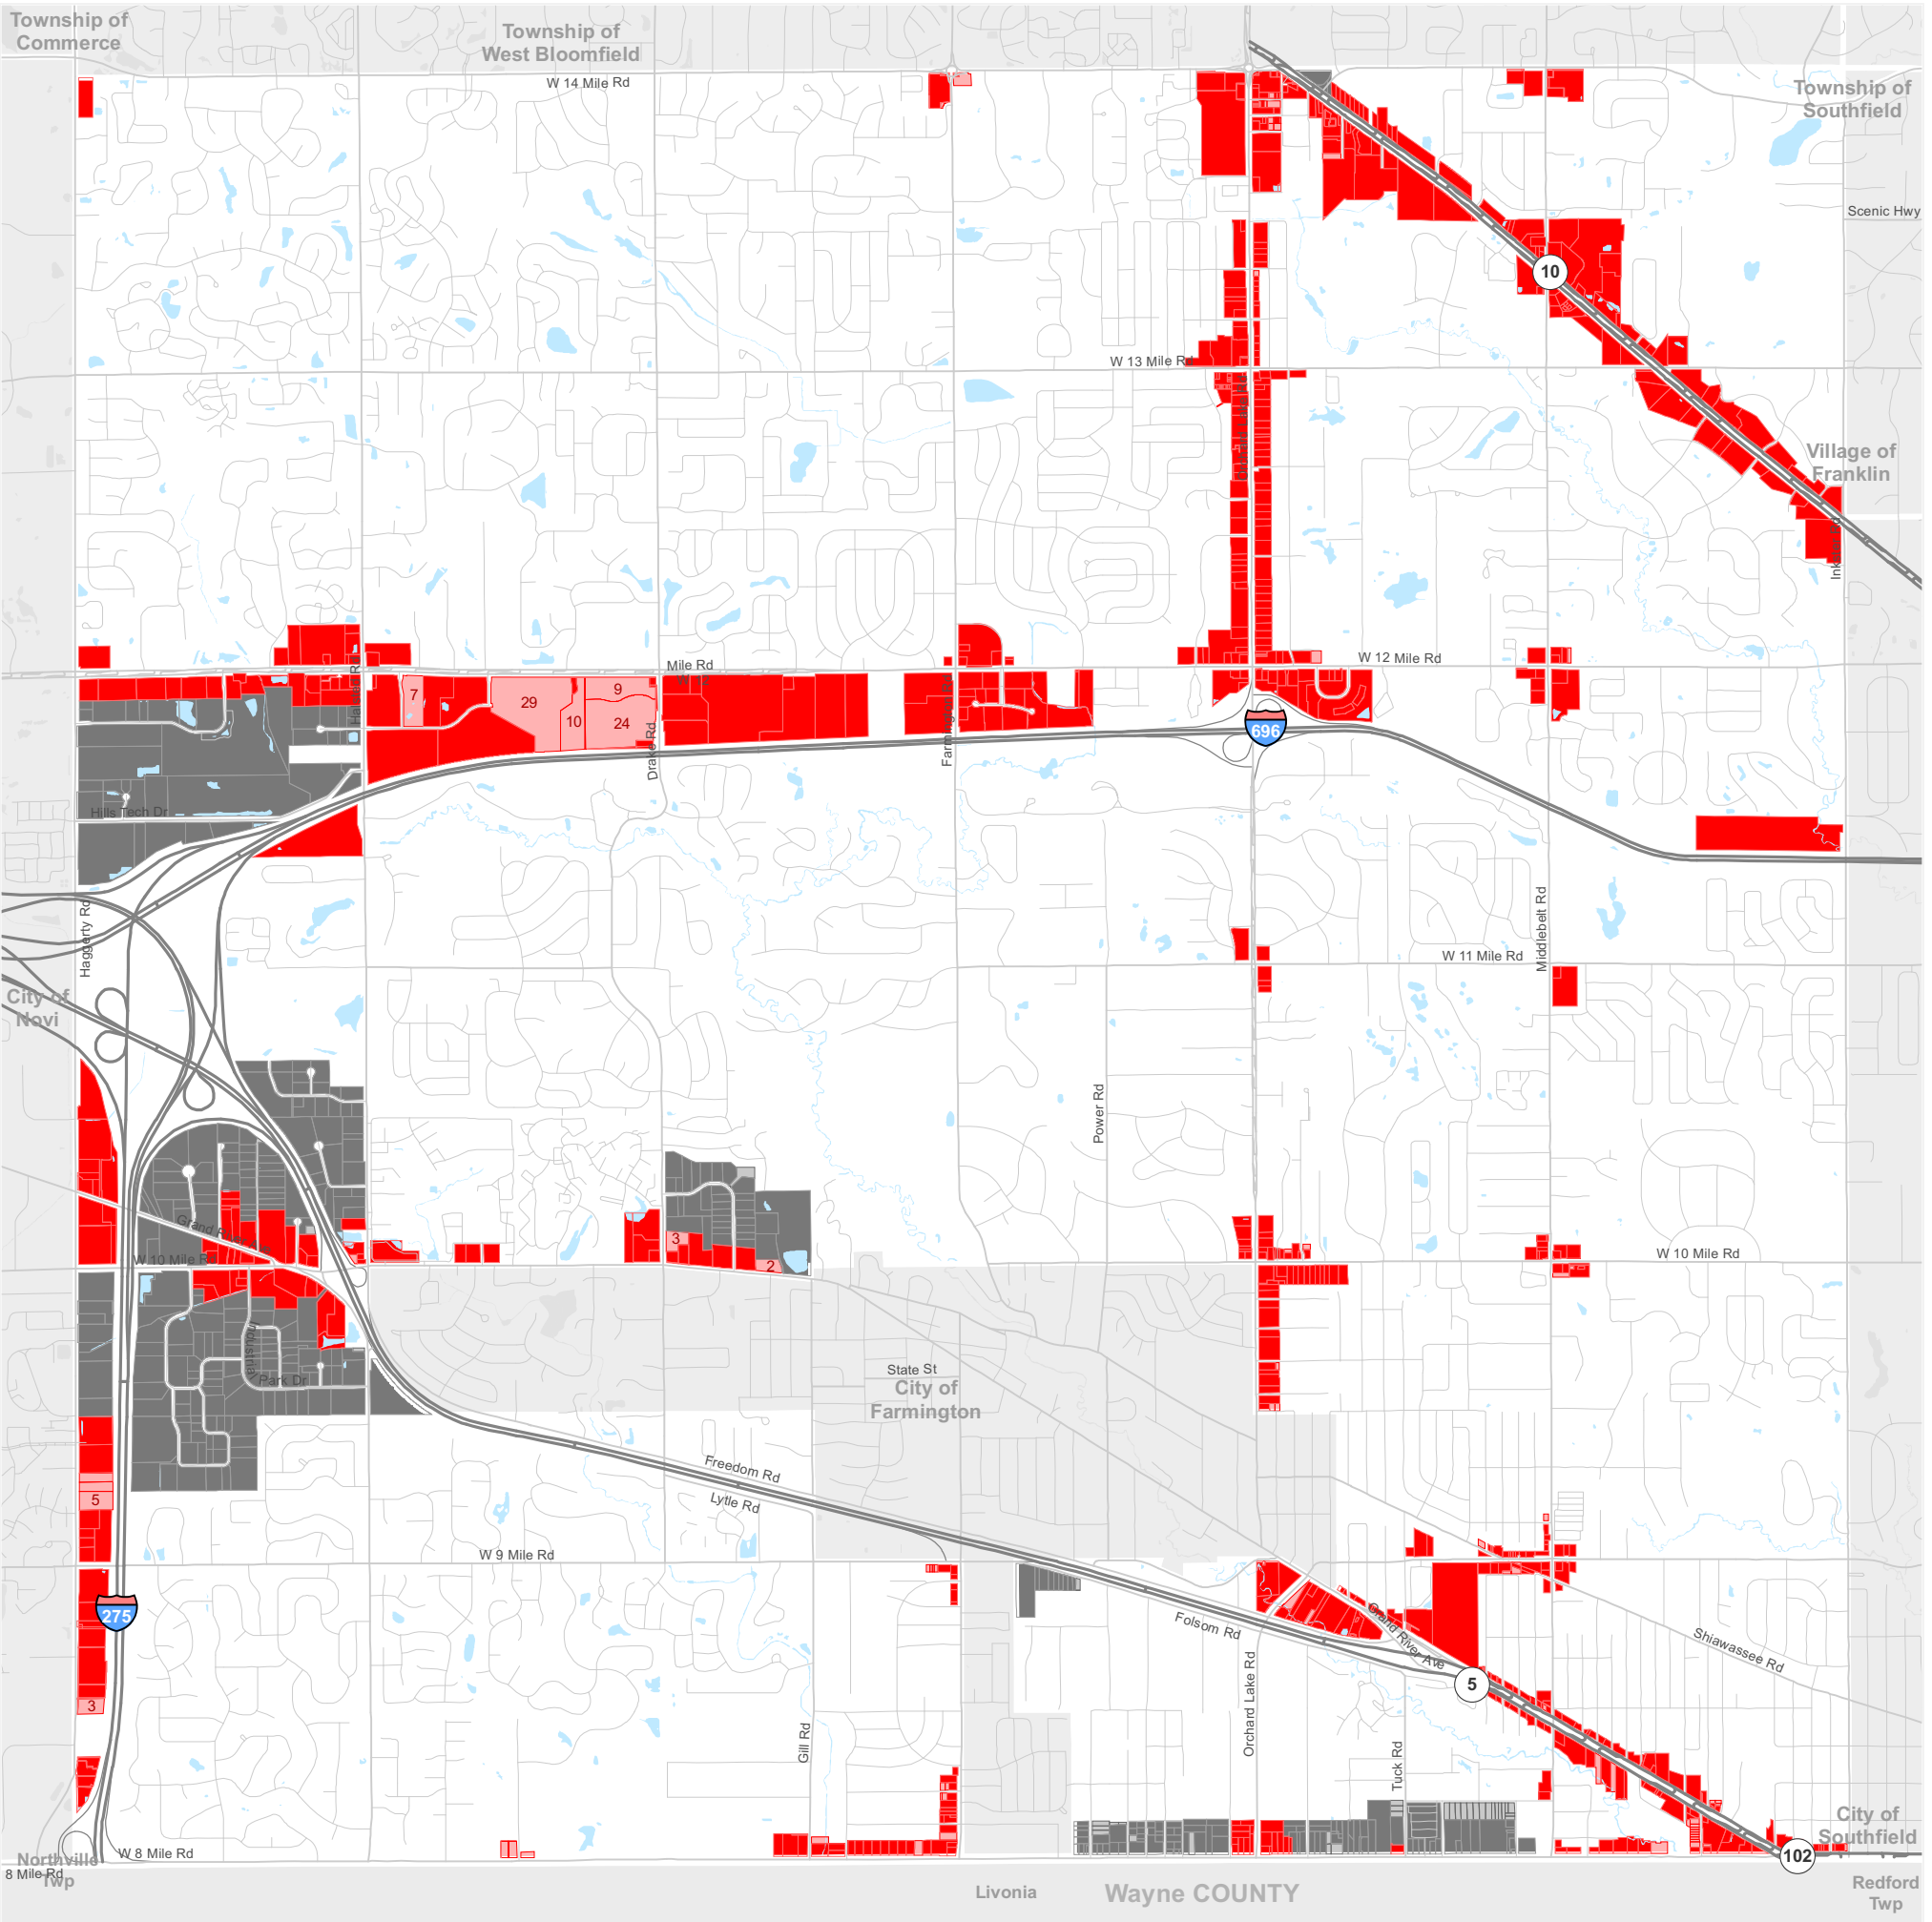 Township of
Commerce
Township of
West Bloomfield
W 14 Mile Rd
Township of
Southfield
Scenic Hwy
10
W 13 Mile Rd
Village of
Franklin
Mile Rd
W 12
W 12 Mile Rd
7
29
9
10
24
Drake Rd
Farmington Rd
696
Hills Tech Dr
Haggerty Rd
Middlebelt Rd
W 11 Mile Rd
City of
Novi
Power Rd
Grand River Ave
W 10 Mile Rd
3
2
W 10 Mile Rd
Industrial
Park Dr
State St
City of
Farmington
Freedom Rd
Lytle Rd
5
W 9 Mile Rd
275
Folsom Rd
Grand River Ave
Shiawassee Rd
Orchard Lake Rd
5
3
Gill Rd
Tuck Rd
City of
Southfield
W 8 Mile Rd
Northville
Twp
8 Mile Rd
102
Livonia
Wayne COUNTY
Redford
Twp